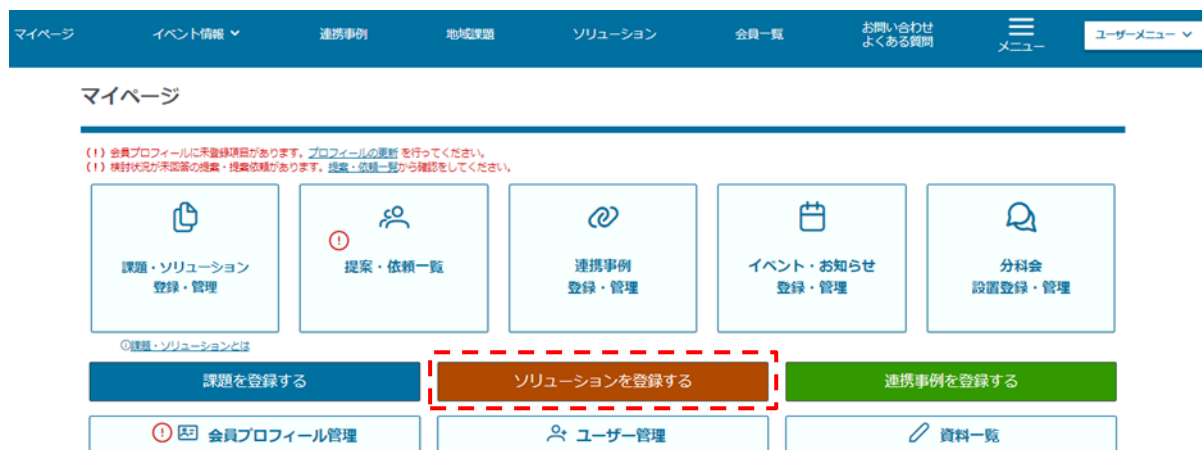 マイページ
イベント情報
連携事例
地域課題
ソリューション
会員一覧
お問い合わせ
よくある質問
メニュー
ユーザーメニュー
マイページ
(!) 会員プロフィールに未登録項目があります。プロフィールの更新 を行ってください。
(!) 検討状況が未回答の提案・提案依頼があります。提案・依頼一覧から確認をしてください。
課題・ソリューション
登録・管理
提案・依頼一覧
連携事例
登録・管理
イベント・お知らせ
登録・管理
分科会
設置登録・管理
課題・ソリューションとは
課題を登録する
ソリューションを登録する
連携事例を登録する
会員プロフィール管理
ユーザー管理
資料一覧